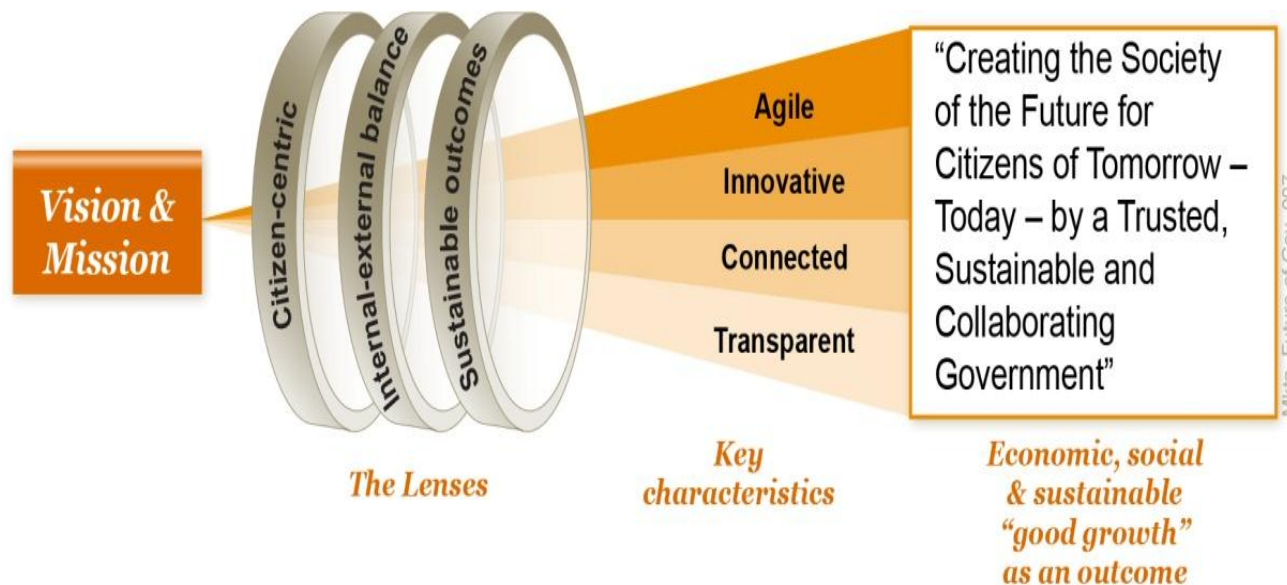 Vision &
Mission
Citizen-centric
Internal-external balance
Sustainable outcomes
The Lenses
Agile
Innovative
Connected
Transparent
Key
characteristics
“Creating the Society
of the Future for
Citizens of Tomorrow –
Today – by a Trusted,
Sustainable and
Collaborating
Government”
Economic, social
& sustainable
“good growth”
as an outcome